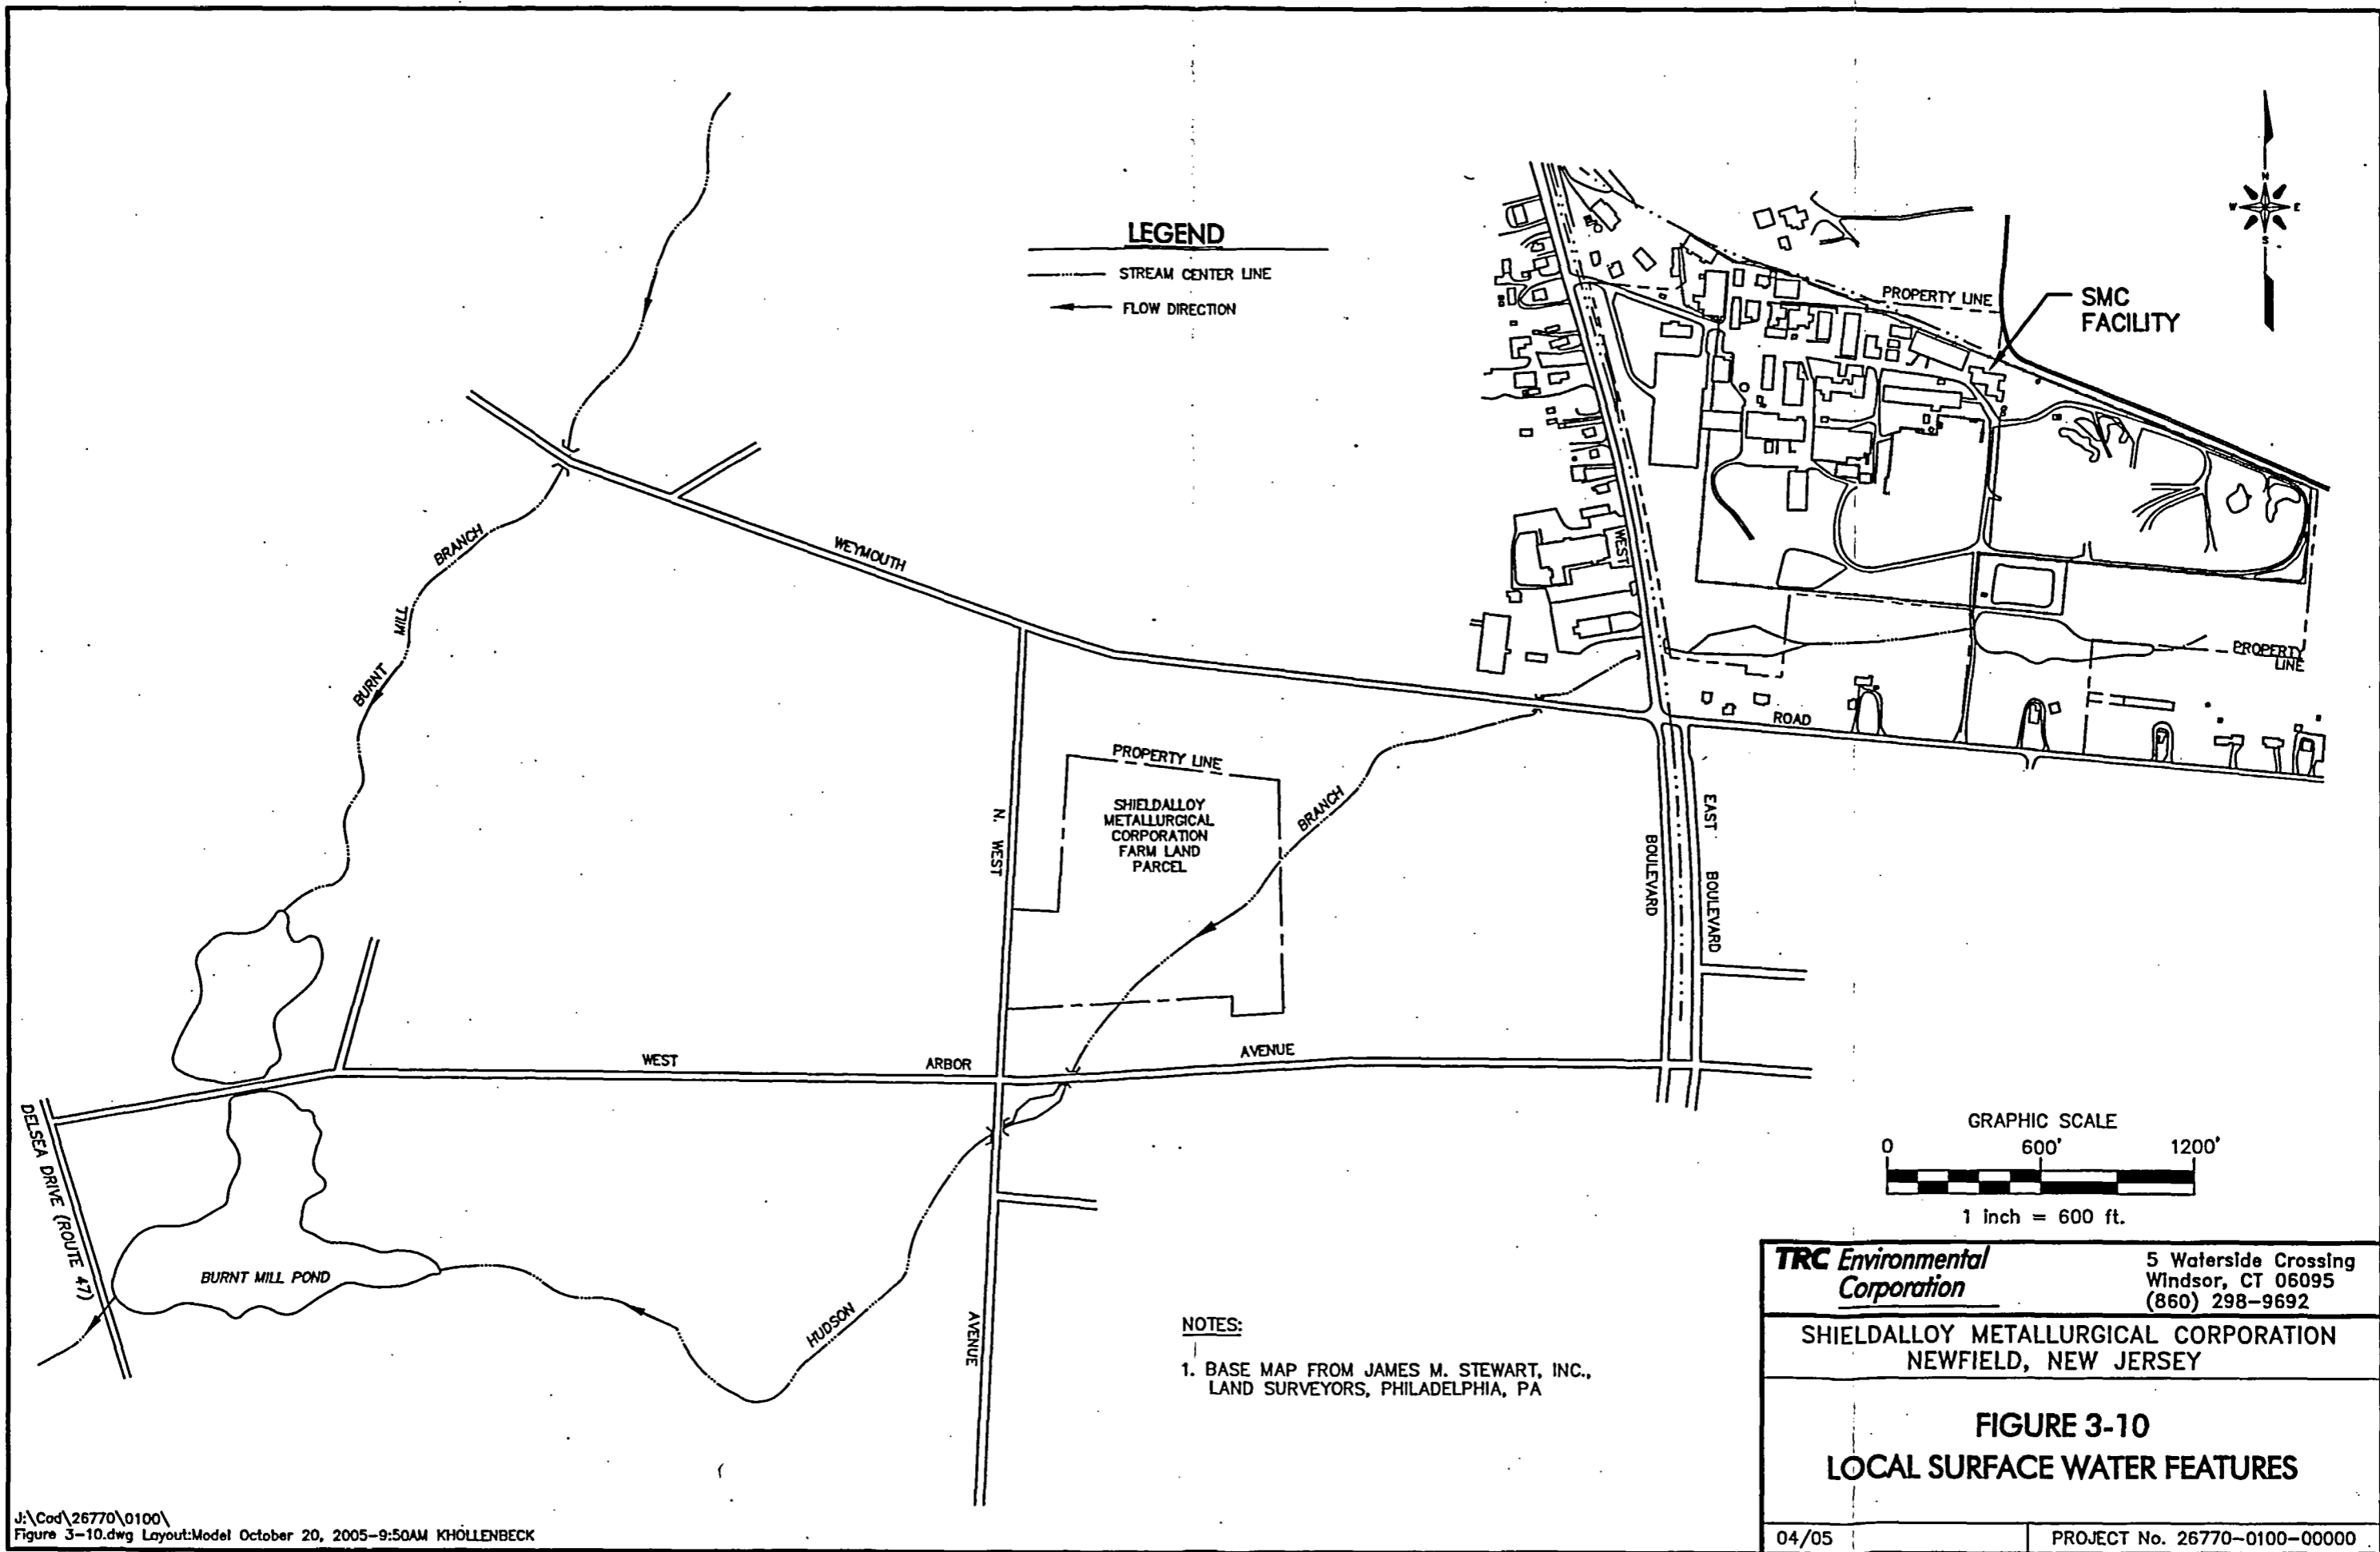 LEGEND
STREAM CENTER LINE
FLOW DIRECTION
N
W
E
S
PROPERTY LINE
SMC
FACILITY
BRANCH
MILL
BURNT
WEYMOUTH
WEST
PROPERTY
LINE
ROAD
PROPERTY LINE
SHIELDALLOY
METALLURGICAL
CORPORATION
FARM LAND
PARCEL
BRANCH
N. WEST
BOULEVARD
EAST BOULEVARD
WEST
ARBOR
AVENUE
DELSEA DRIVE (ROUTE 47)
BURNT MILL POND
HUDSON
AVENUE
GRAPHIC SCALE
0 600' 1200'
1 inch = 600 ft.
NOTES:
1. BASE MAP FROM JAMES M. STEWART, INC.,
LAND SURVEYORS, PHILADELPHIA, PA
TRC Environmental
Corporation
5 Waterside Crossing
Windsor, CT 06095
(860) 298-9692
SHIELDALLOY METALLURGICAL CORPORATION
NEWFIELD, NEW JERSEY
FIGURE 3-10
LOCAL SURFACE WATER FEATURES
04/05
PROJECT No. 26770-0100-00000
J:\Cad\26770\0100\
Figure 3-10.dwg Layout:Model October 20, 2005-9:50AM KHOLLENBECK